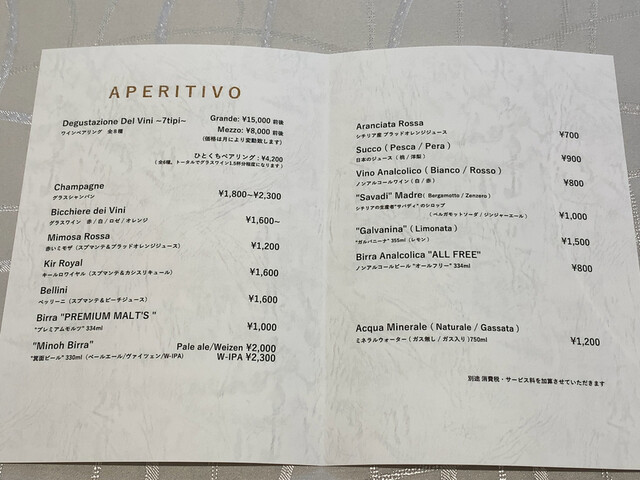 APERITIVO
Degustazione Del Vini ~7tipi~ Grande: ¥15,000 前後
ワインペアリング 全8種 Mezzo: ¥8,000 前後
(価格は月により変動致します)
ひとくちペアリング : ¥4,200
(全6種、トータルでグラスワイン1.5杯分程度になります)
Champagne
グラスシャンパン ¥1,800~¥2,300
Bicchiere dei Vini
グラスワイン 赤 / 白 / ロゼ / オレンジ ¥1,600~
Mimosa Rossa
赤いミモザ(スプマンテ&ブラッドオレンジジュース) ¥1,200
Kir Royal
キールロワイヤル(スプマンテ&カシスリキュール) ¥1,600
Bellini
ベッリーニ(スプマンテ&ピーチジュース) ¥1,600
Birra "PREMIUM MALT'S "
"プレミアムモルツ" 334ml ¥1,000
"Minoh Birra" Pale ale/Weizen ¥2,000
"箕面ビール" 330ml(ペールエール/ヴァイツェン/W-IPA) W-IPA ¥2,300
Aranciata Rossa
シチリア産 ブラッドオレンジジュース ¥700
Succo ( Pesca / Pera )
日本のジュース ( 桃 / 洋梨 ) ¥900
Vino Analcolico ( Bianco / Rosso )
ノンアルコールワイン ( 白 / 赤 ) ¥800
"Savadi" Madre( Bergamotto / Zenzero )
シチリアの生産者"サバディ" のシロップ
( ベルガモットソーダ / ジンジャーエール ) ¥1,000
"Galvanina" ( Limonata )
"ガルバニーナ" 355ml (レモン) ¥1,500
Birra Analcolica "ALL FREE"
ノンアルコールビール "オールフリー" 334ml ¥800
Acqua Minerale ( Naturale / Gassata )
ミネラルウォーター ( ガス無し / ガス入り )750ml ¥1,200
別途 消費税・サービス料を加算させていただきます